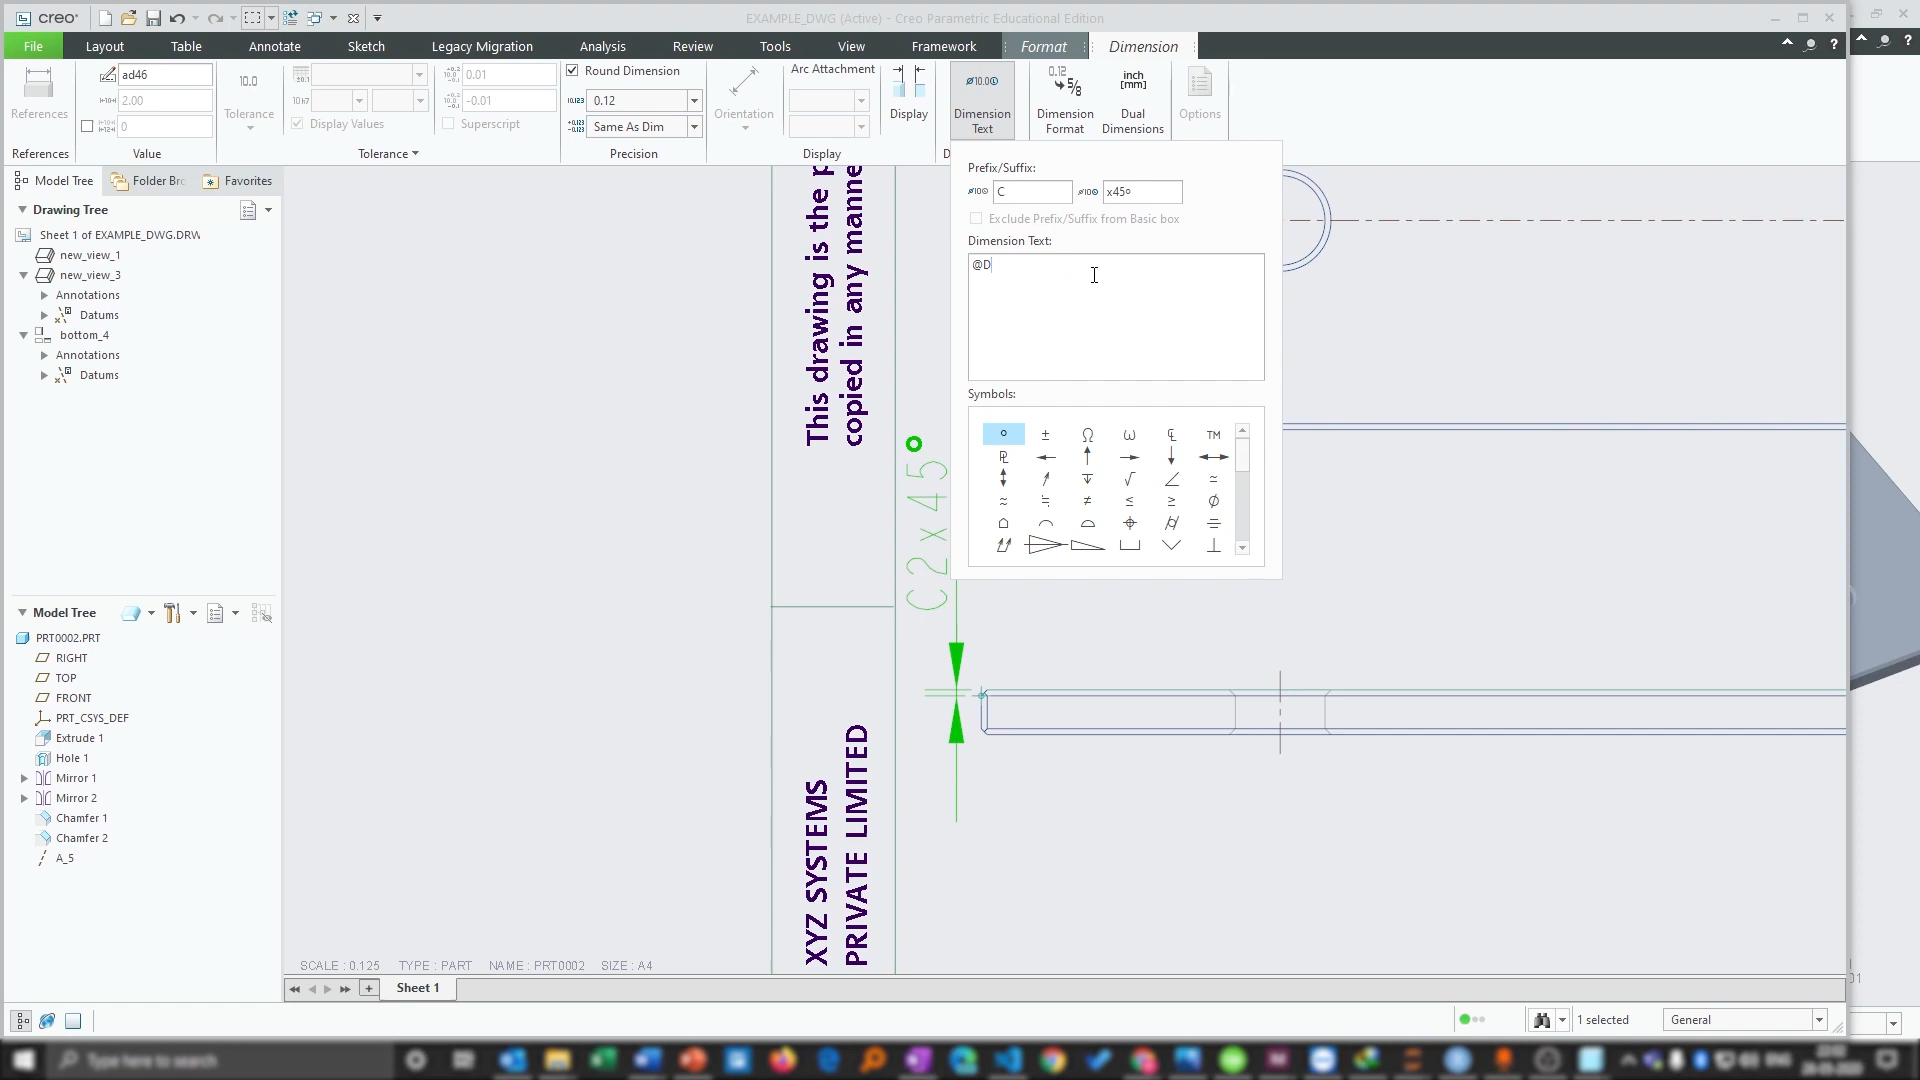 creo
EXAMPLE_DWG (Active) - Creo Parametric Educational Edition
File
Layout
Table
Annotate
Sketch
Legacy Migration
Analysis
Review
Tools
View
Framework
Format
Dimension
References
References
ad46
2.00
0
Value
10.0
Tolerance
Display Values
0.01
-0.01
Superscript
Tolerance
Round Dimension
0.12
Same As Dim
Precision
Orientation
Arc Attachment
Display
Display
Dimension
Text
Dimension
Format
inch
[mm]
Dual
Dimensions
Options
Prefix/Suffix:
C
x45°
Exclude Prefix/Suffix from Basic box
Dimension Text:
@D
Symbols:
° ± Ω ω ℄ TM
Model Tree
Folder Br
Favorites
Drawing Tree
Sheet 1 of EXAMPLE_DWG.DRW
new_view_1
new_view_3
Annotations
Datums
bottom_4
Annotations
Datums
Model Tree
PRT0002.PRT
RIGHT
TOP
FRONT
PRT_CSYS_DEF
Extrude 1
Hole 1
Mirror 1
Mirror 2
Chamfer 1
Chamfer 2
A_5
This drawing is the p
copied in any manne
C2x45°
XYZ SYSTEMS
PRIVATE LIMITED
SCALE : 0.125 TYPE : PART NAME : PRT0002 SIZE : A4
Sheet 1
1 selected
General
Type here to search